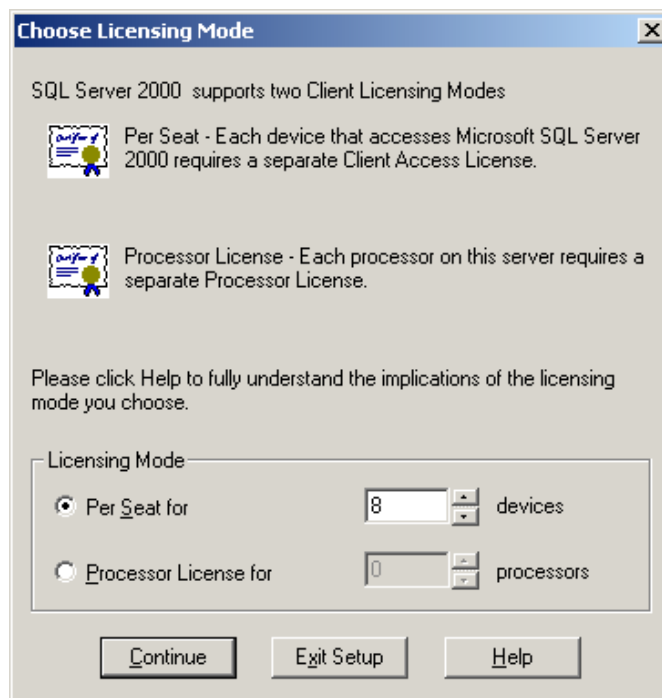 Choose Licensing Mode
SQL Server 2000  supports two Client Licensing Modes
Per Seat - Each device that accesses Microsoft SQL Server
2000 requires a separate Client Access License.
Processor License - Each processor on this server requires a
separate Processor License.
Please click Help to fully understand the implications of the licensing
mode you choose.
Licensing Mode
Per Seat for 8 devices
Processor License for 0 processors
Continue Exit Setup Help